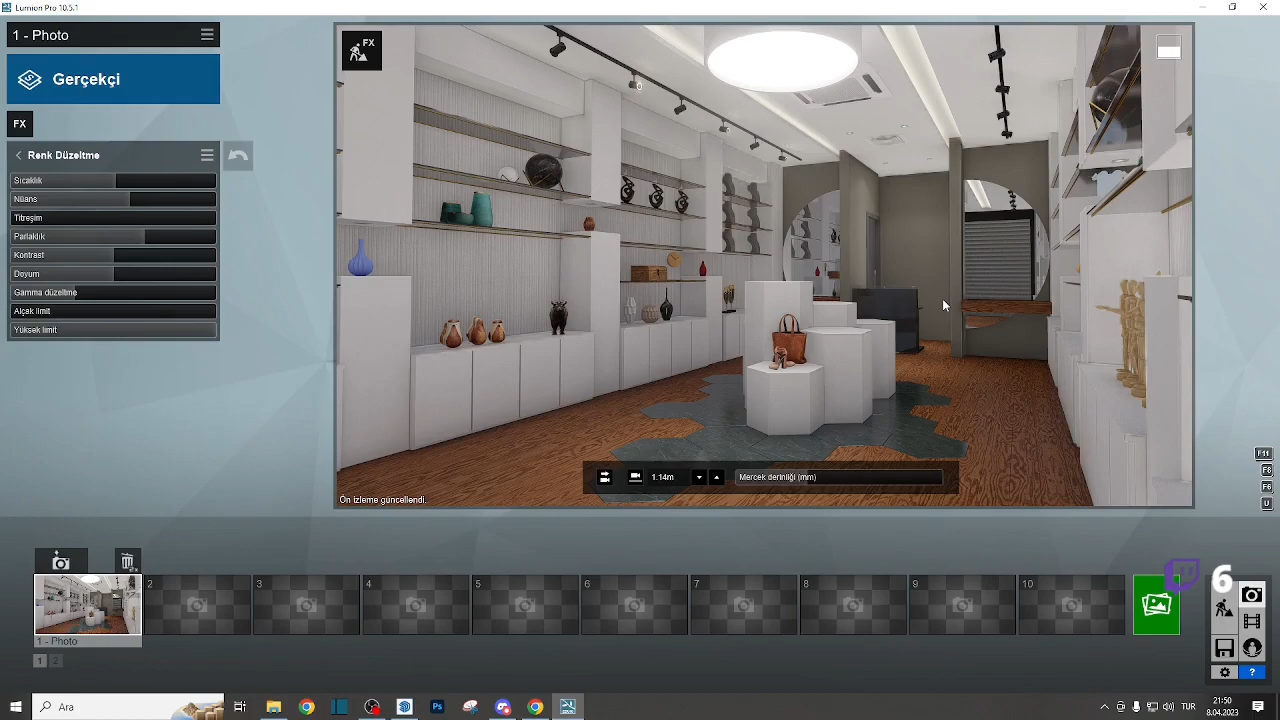 Lumion Pro 10.5.1
1 - Photo
Gerçekçi
FX
FX
Renk Düzeltme
Sıcaklık
Nüans
Titreşim
Parlaklık
Kontrast
Doyum
Gamma düzeltme
Alçak limit
Yüksek limit
1.14m
Mercek derinliği (mm)
Ön izleme güncellendi.
F11
F8
F6
U
2
3
4
5
6
7
8
9
10
6
1 - Photo
1
2
?
Ara
Ps
TUR
21:50
8.04.2023